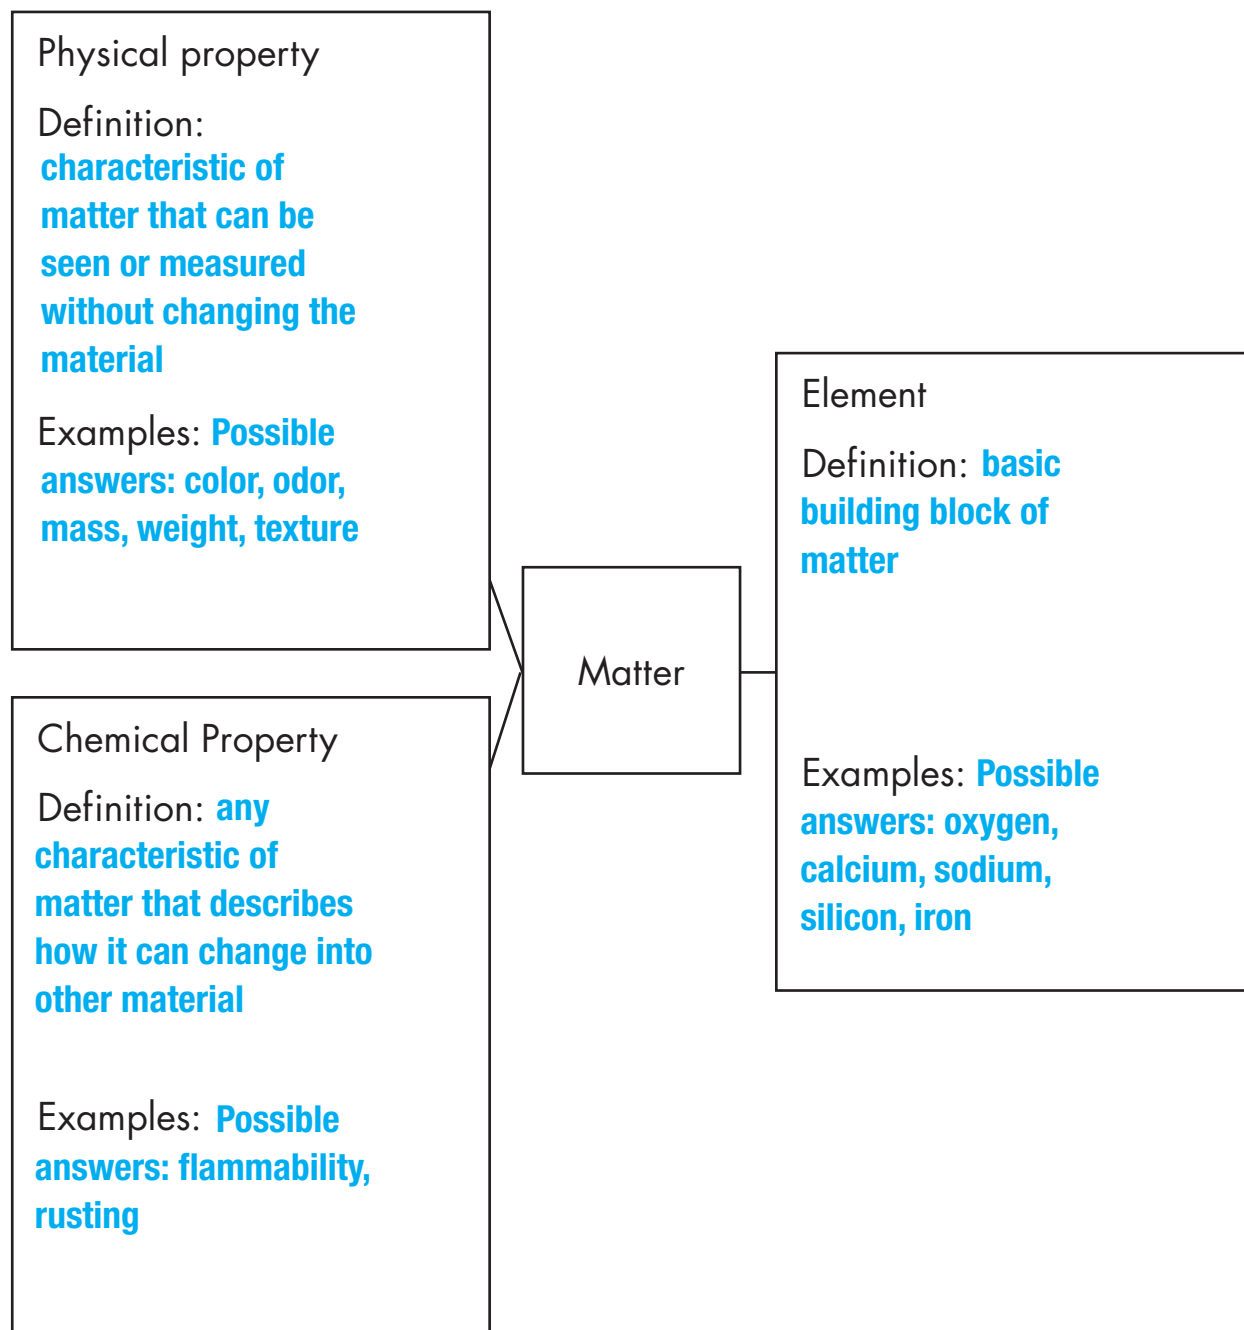 Physical property
Definition:
characteristic of
matter that can be
seen or measured
without changing the
material
Examples: Possible
answers: color, odor,
mass, weight, texture
Chemical Property
Definition: any
characteristic of
matter that describes
how it can change into
other material
Examples: Possible
answers: flammability,
rusting
Matter
Element
Definition: basic
building block of
matter
Examples: Possible
answers: oxygen,
calcium, sodium,
silicon, iron